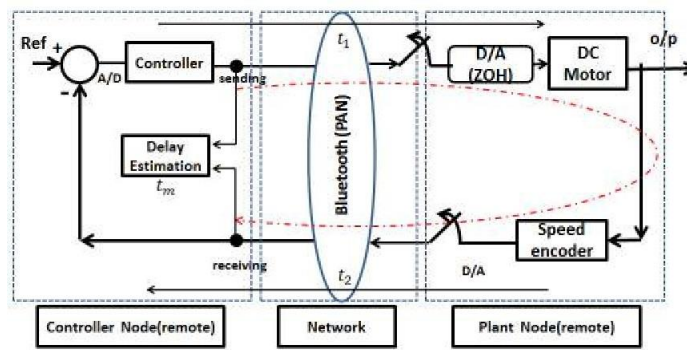 Ref
+
-
A/D
Controller
sending
t₁
D/A
(ZOH)
DC
Motor
o/p
Delay
Estimation
tₘ
Bluetooth (PAN)
receiving
t₂
D/A
Speed
encoder
Controller Node(remote)
Network
Plant Node(remote)